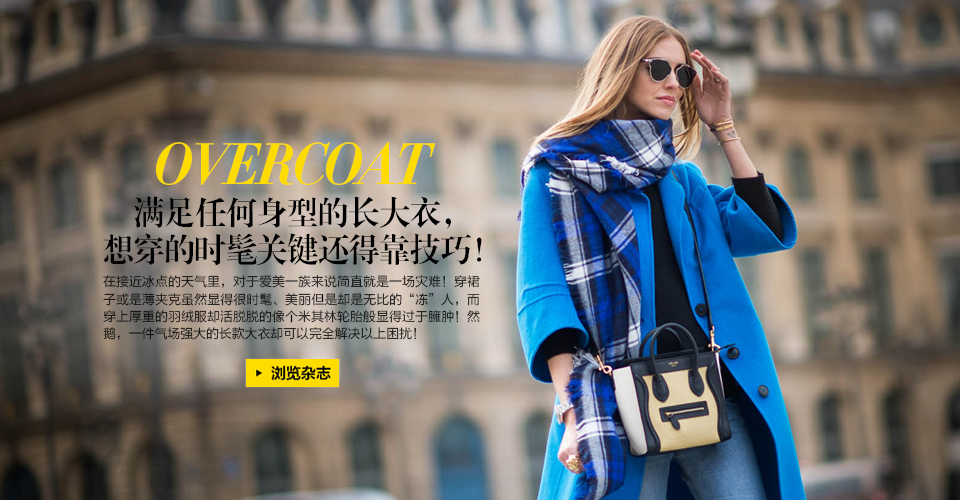 OVERCOAT
满足任何身型的长大衣，
想穿的时髦关键还得靠技巧！
在接近冰点的天气里，对于爱美一族来说简直就是一场灾难！穿裙
子或是薄夹克虽然显得很时髦、美丽但是却是无比的“冻”人，而
穿上厚重的羽绒服却活脱脱的像个米其林轮胎般显得过于臃肿！然
鹅，一件气场强大的长款大衣却可以完全解决以上困扰！
浏览杂志